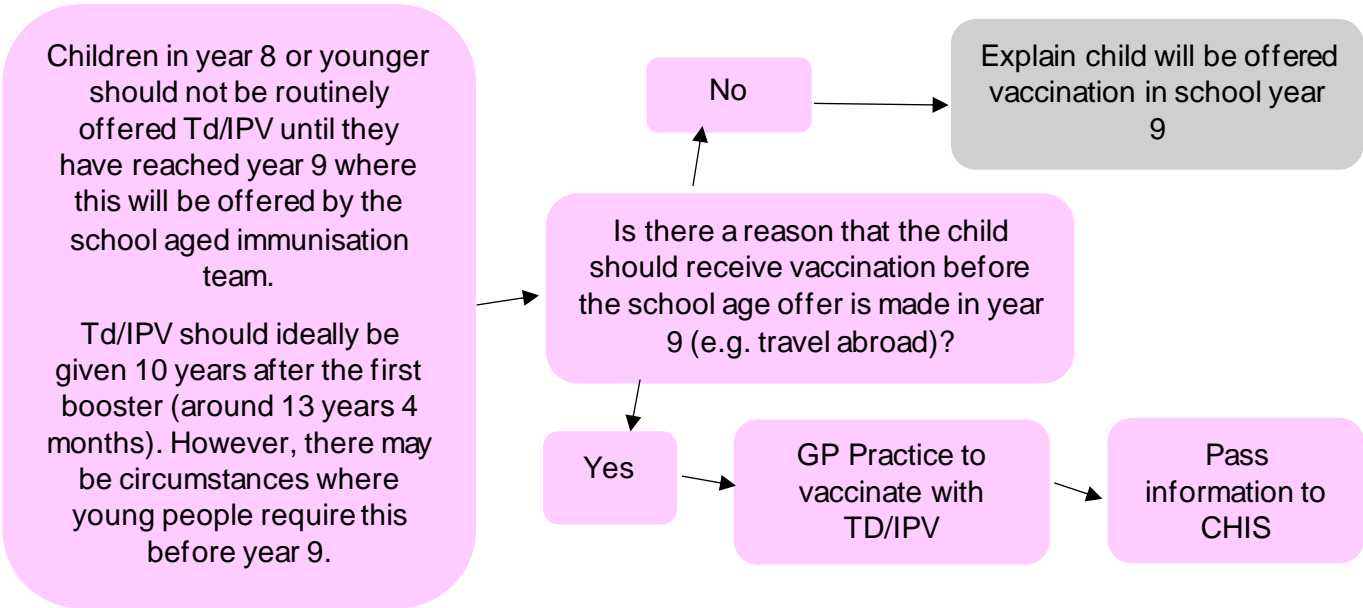 Children in year 8 or younger
should not be routinely
offered Td/IPV until they
have reached year 9 where
this will be offered by the
school aged immunisation
team.
Td/IPV should ideally be
given 10 years after the first
booster (around 13 years 4
months). However, there may
be circumstances where
young people require this
before year 9.
No
Explain child will be offered
vaccination in school year
9
Is there a reason that the child
should receive vaccination before
the school age offer is made in year
9 (e.g. travel abroad)?
Yes
GP Practice to
vaccinate with
TD/IPV
Pass
information to
CHIS